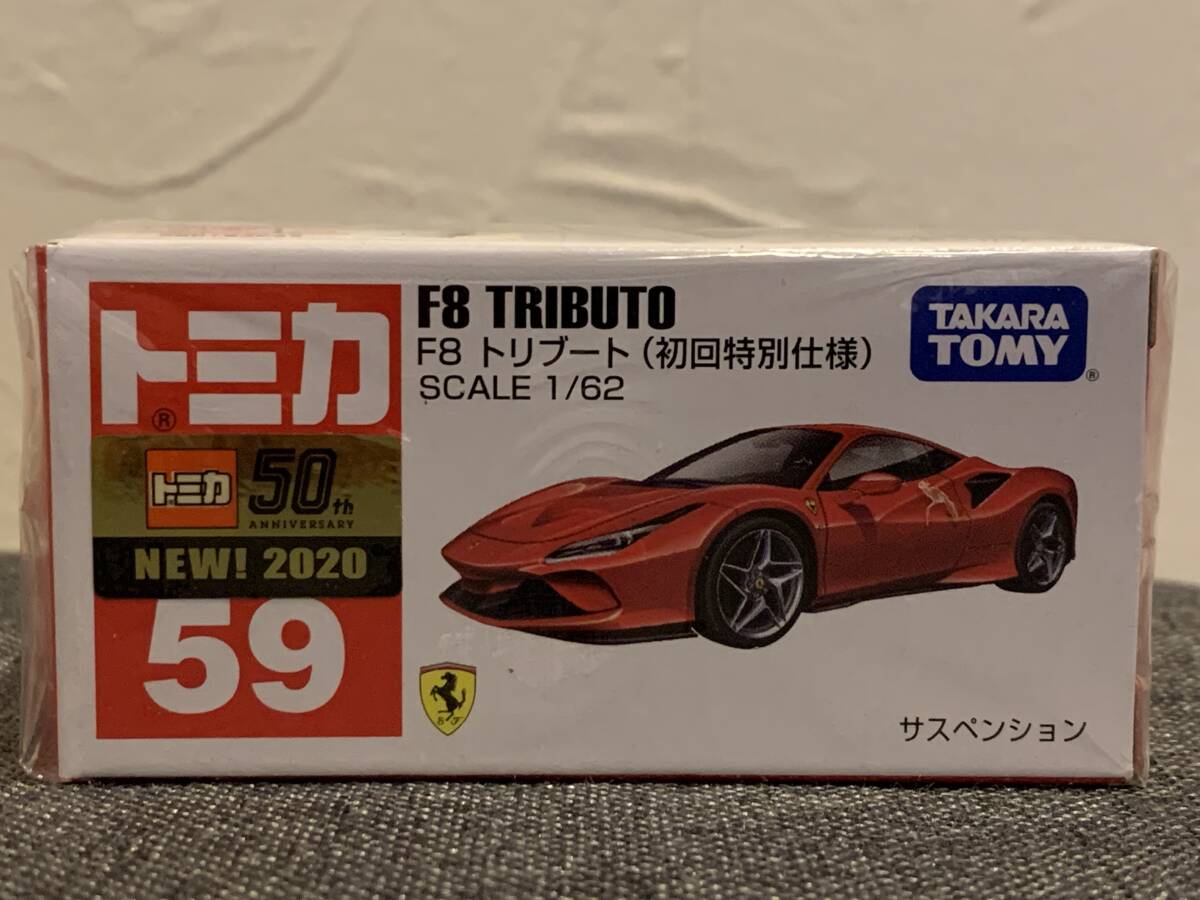 トミカ
®
トミカ 50th
ANNIVERSARY
NEW! 2020
59
F8 TRIBUTO
F8 トリブート(初回特別仕様)
SCALE 1/62
TAKARA
TOMY
®
S F
サスペンション